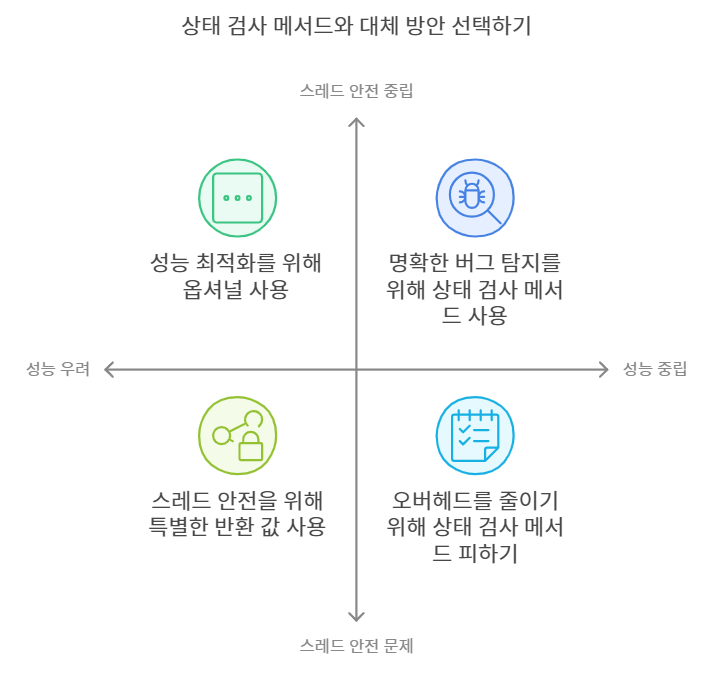 상태 검사 메서드와 대체 방안 선택하기
스레드 안전 중립
성능 최적화를 위해
옵셔널 사용
명확한 버그 탐지를
위해 상태 검사 메서
드 사용
성능 우려
성능 중립
스레드 안전을 위해
특별한 반환 값 사용
오버헤드를 줄이기
위해 상태 검사 메서
드 피하기
스레드 안전 문제